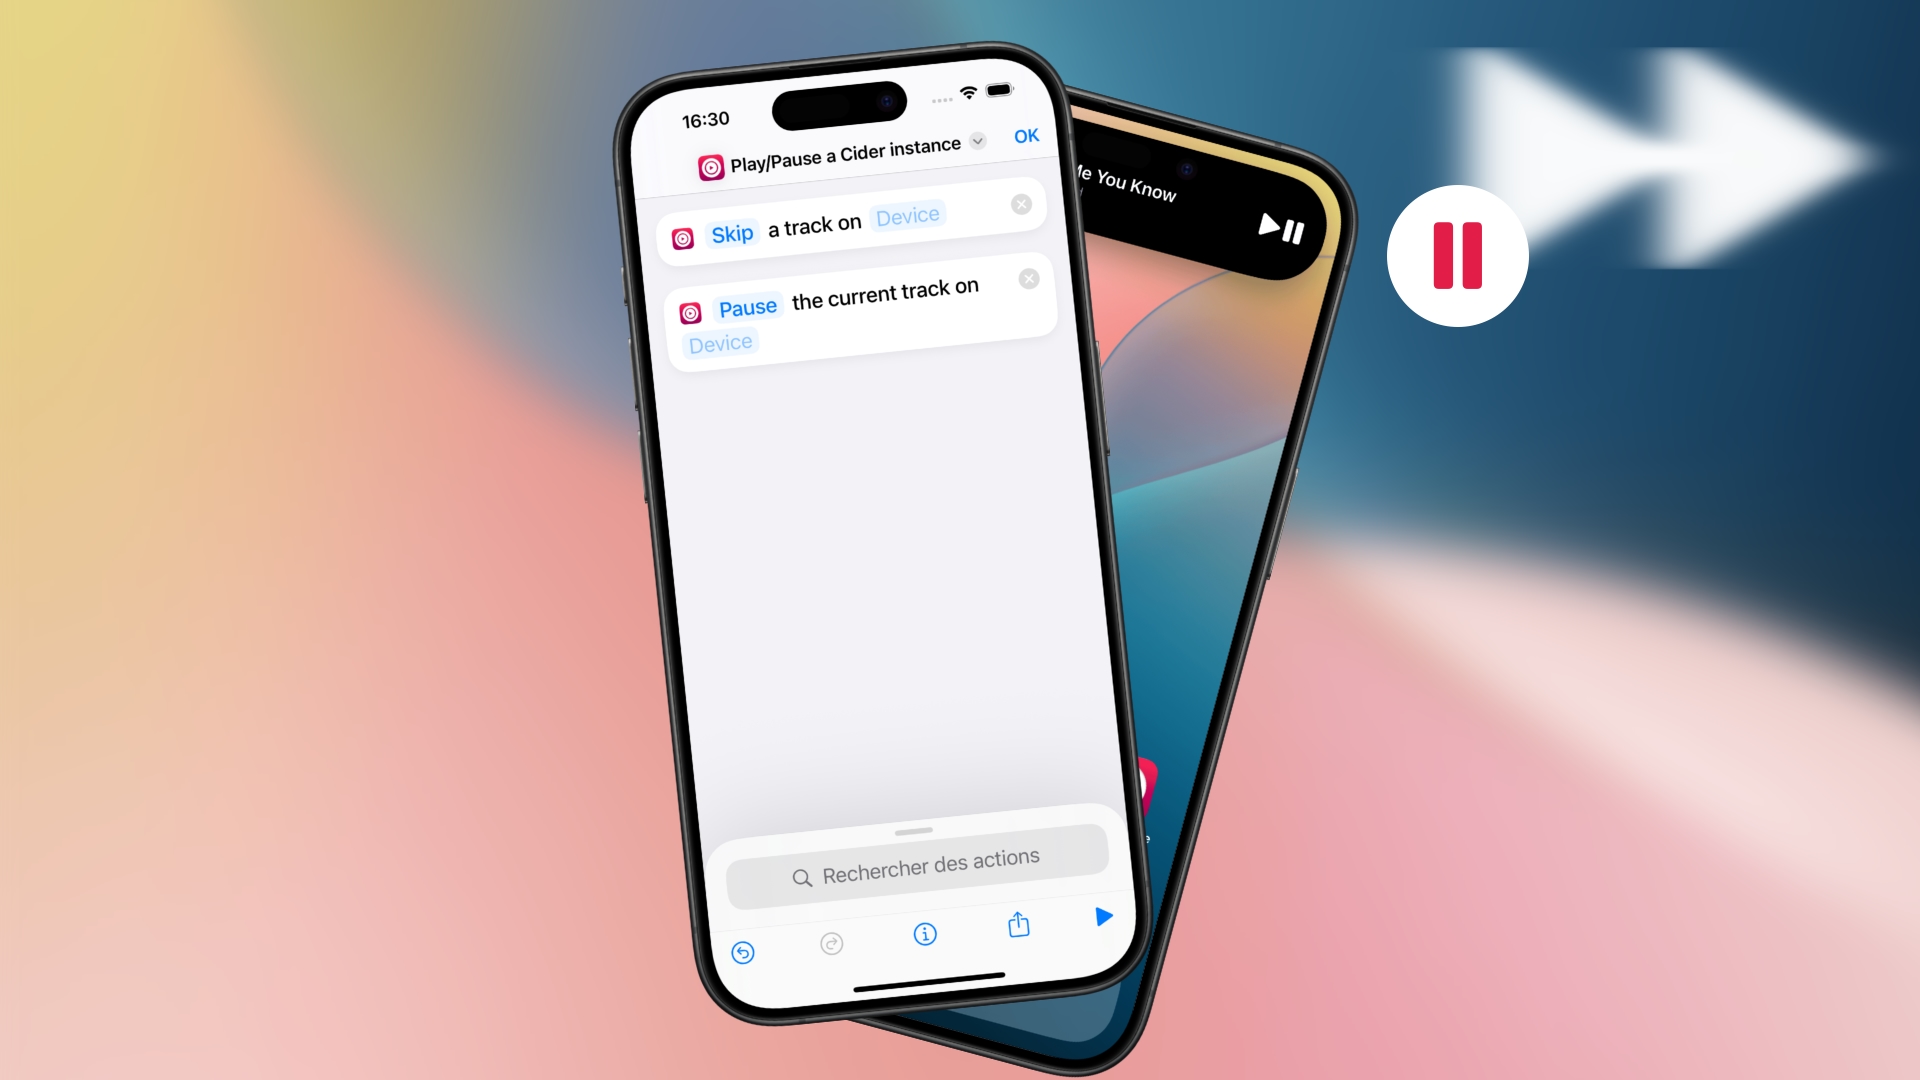 16:30
Play/Pause a Cider instance
OK
Skip a track on Device
Pause the current track on
Device
Me You Know
Rechercher des actions